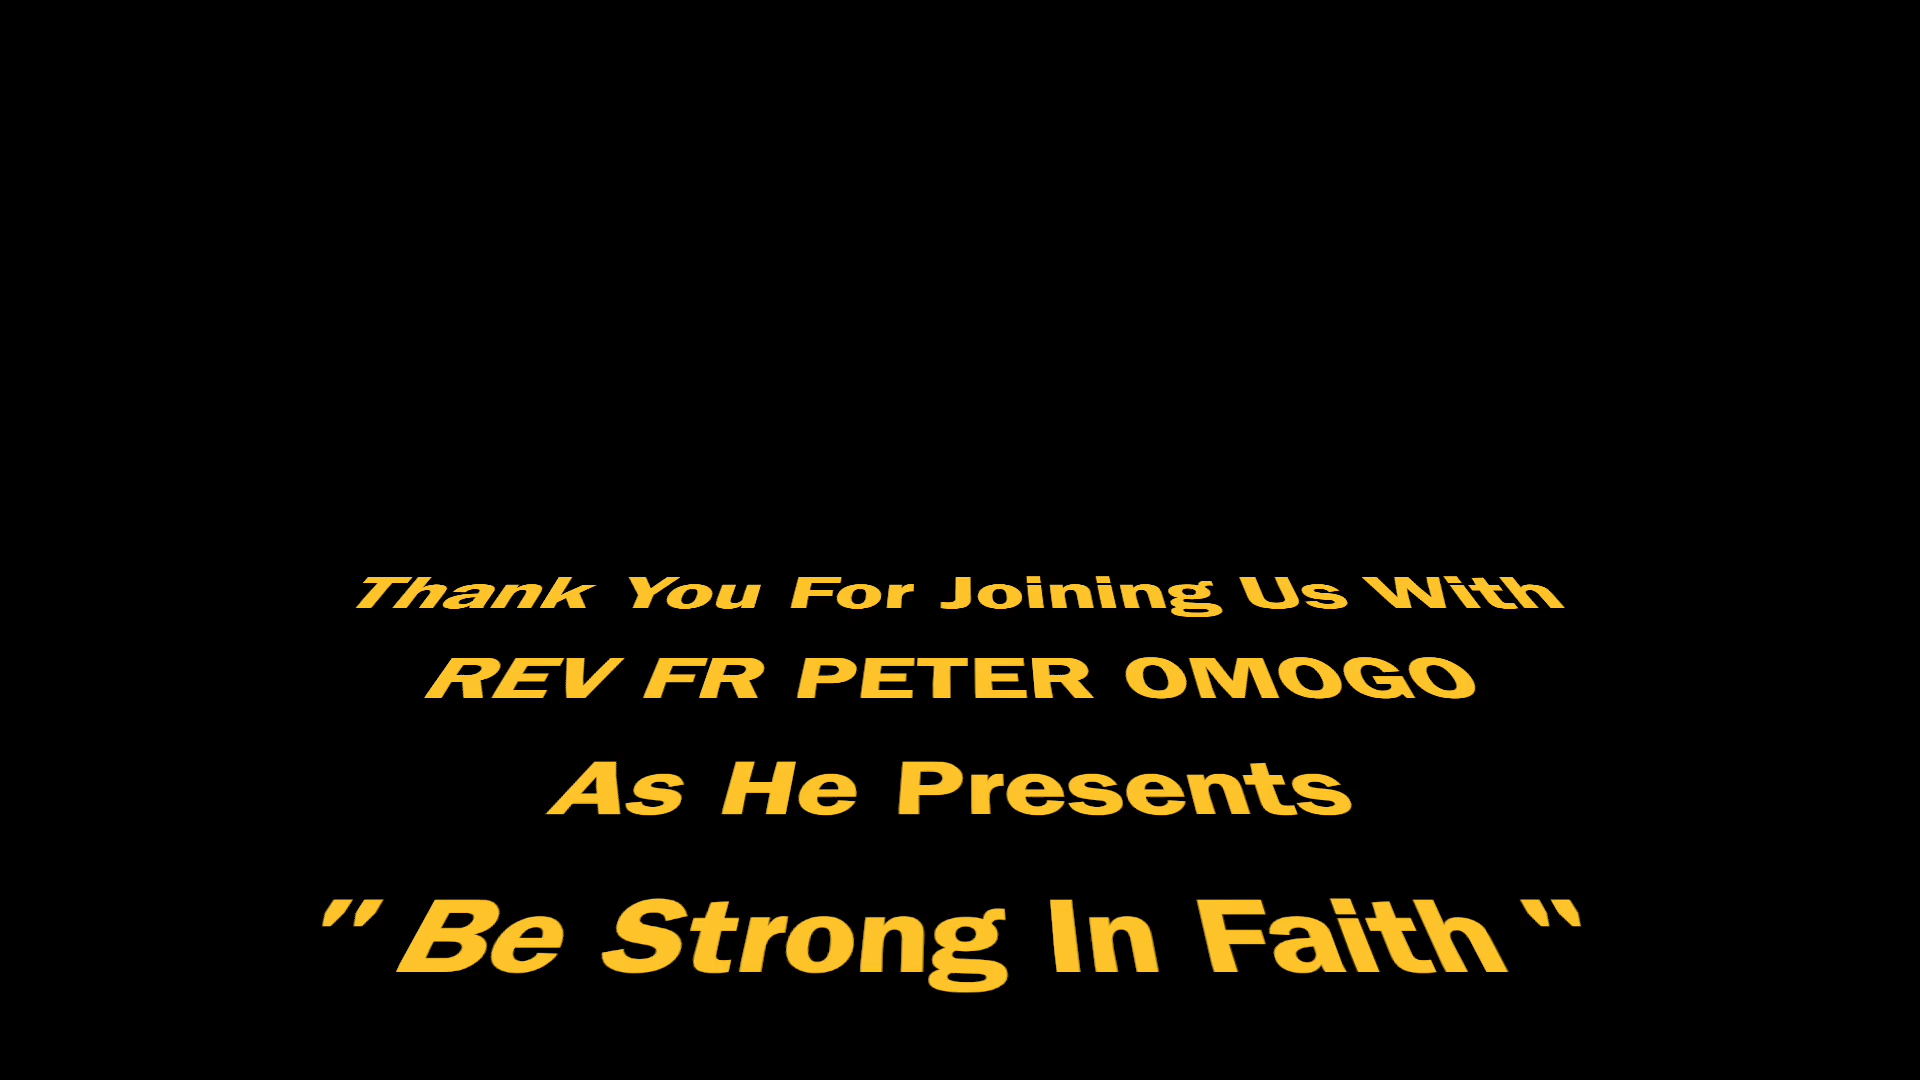 Thank You For Joining Us With
REV FR PETER OMOGO
As He Presents
" Be Strong In Faith "